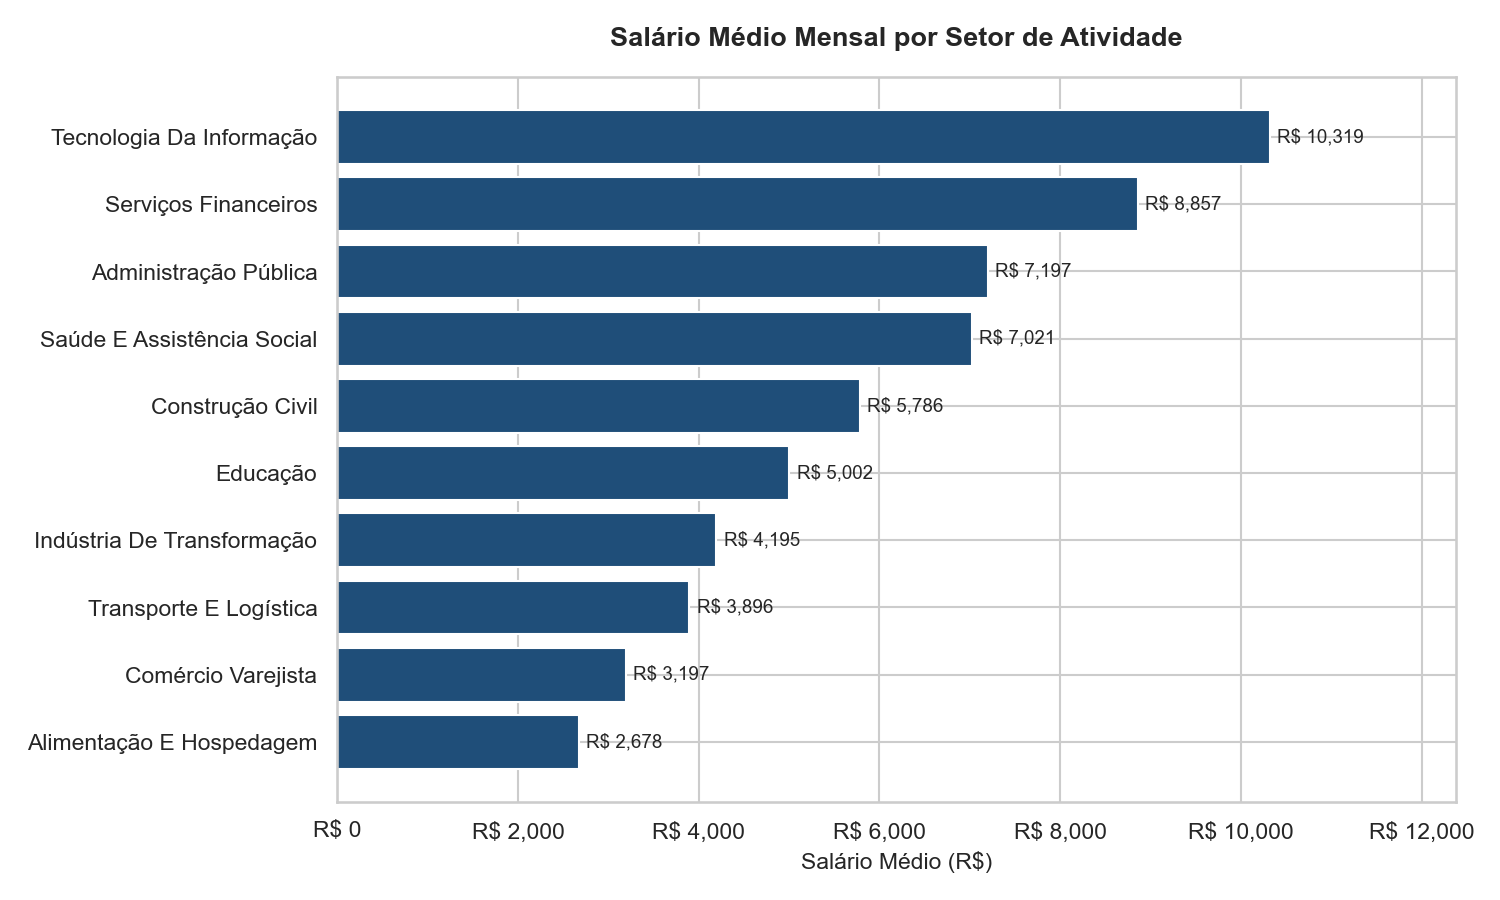 Salário Médio Mensal por Setor de Atividade
Tecnologia Da Informação
R$ 10,319
Serviços Financeiros
R$ 8,857
Administração Pública
R$ 7,197
Saúde E Assistência Social
R$ 7,021
Construção Civil
R$ 5,786
Educação
R$ 5,002
Indústria De Transformação
R$ 4,195
Transporte E Logística
R$ 3,896
Comércio Varejista
R$ 3,197
Alimentação E Hospedagem
R$ 2,678
R$ 0
R$ 2,000
R$ 4,000
R$ 6,000
R$ 8,000
R$ 10,000
R$ 12,000
Salário Médio (R$)